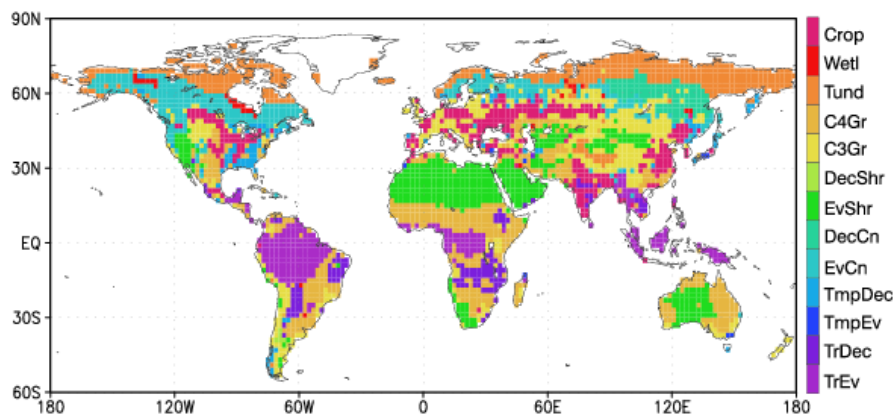 90N
60N
30N
EQ
30S
60S
180
120W
60W
0
60E
120E
180
Crop
Wetl
Tund
C4Gr
C3Gr
DecShr
EvShr
DecCn
EvCn
TmpDec
TmpEv
TrDec
TrEv